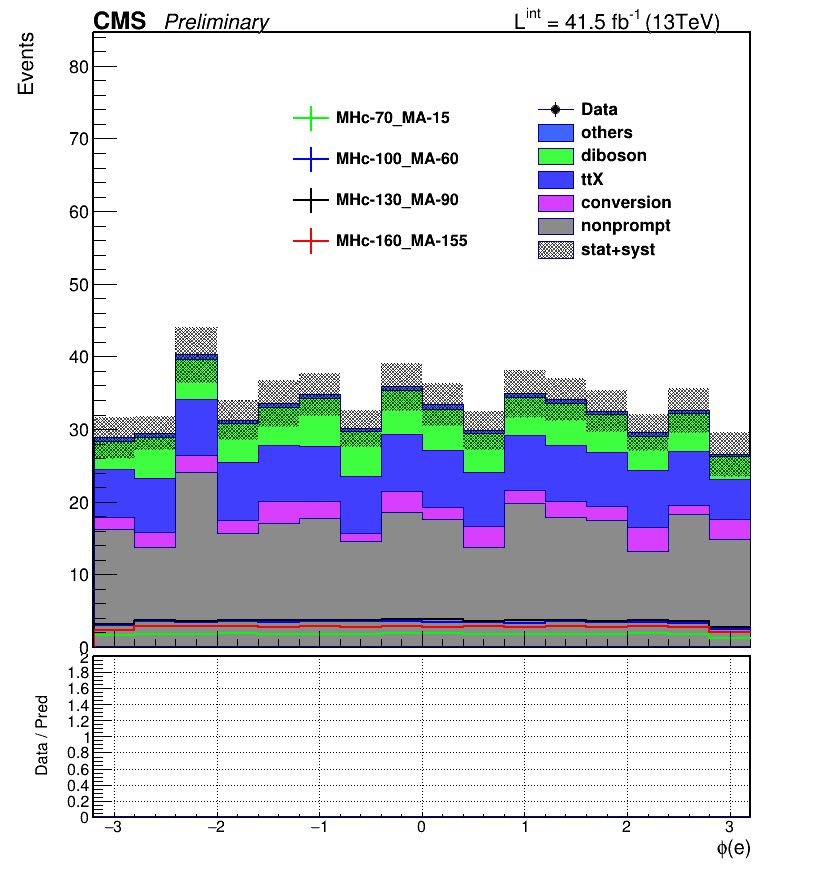 CMS Preliminary
L^int = 41.5 fb^-1 (13TeV)
Events
80
70
60
50
40
30
20
10
0
MHc-70_MA-15
MHc-100_MA-60
MHc-130_MA-90
MHc-160_MA-155
Data
others
diboson
ttX
conversion
nonprompt
stat+syst
Data / Pred
2
1.8
1.6
1.4
1.2
1
0.8
0.6
0.4
0.2
0
−3 −2 −1 0 1 2 3
ϕ(e)